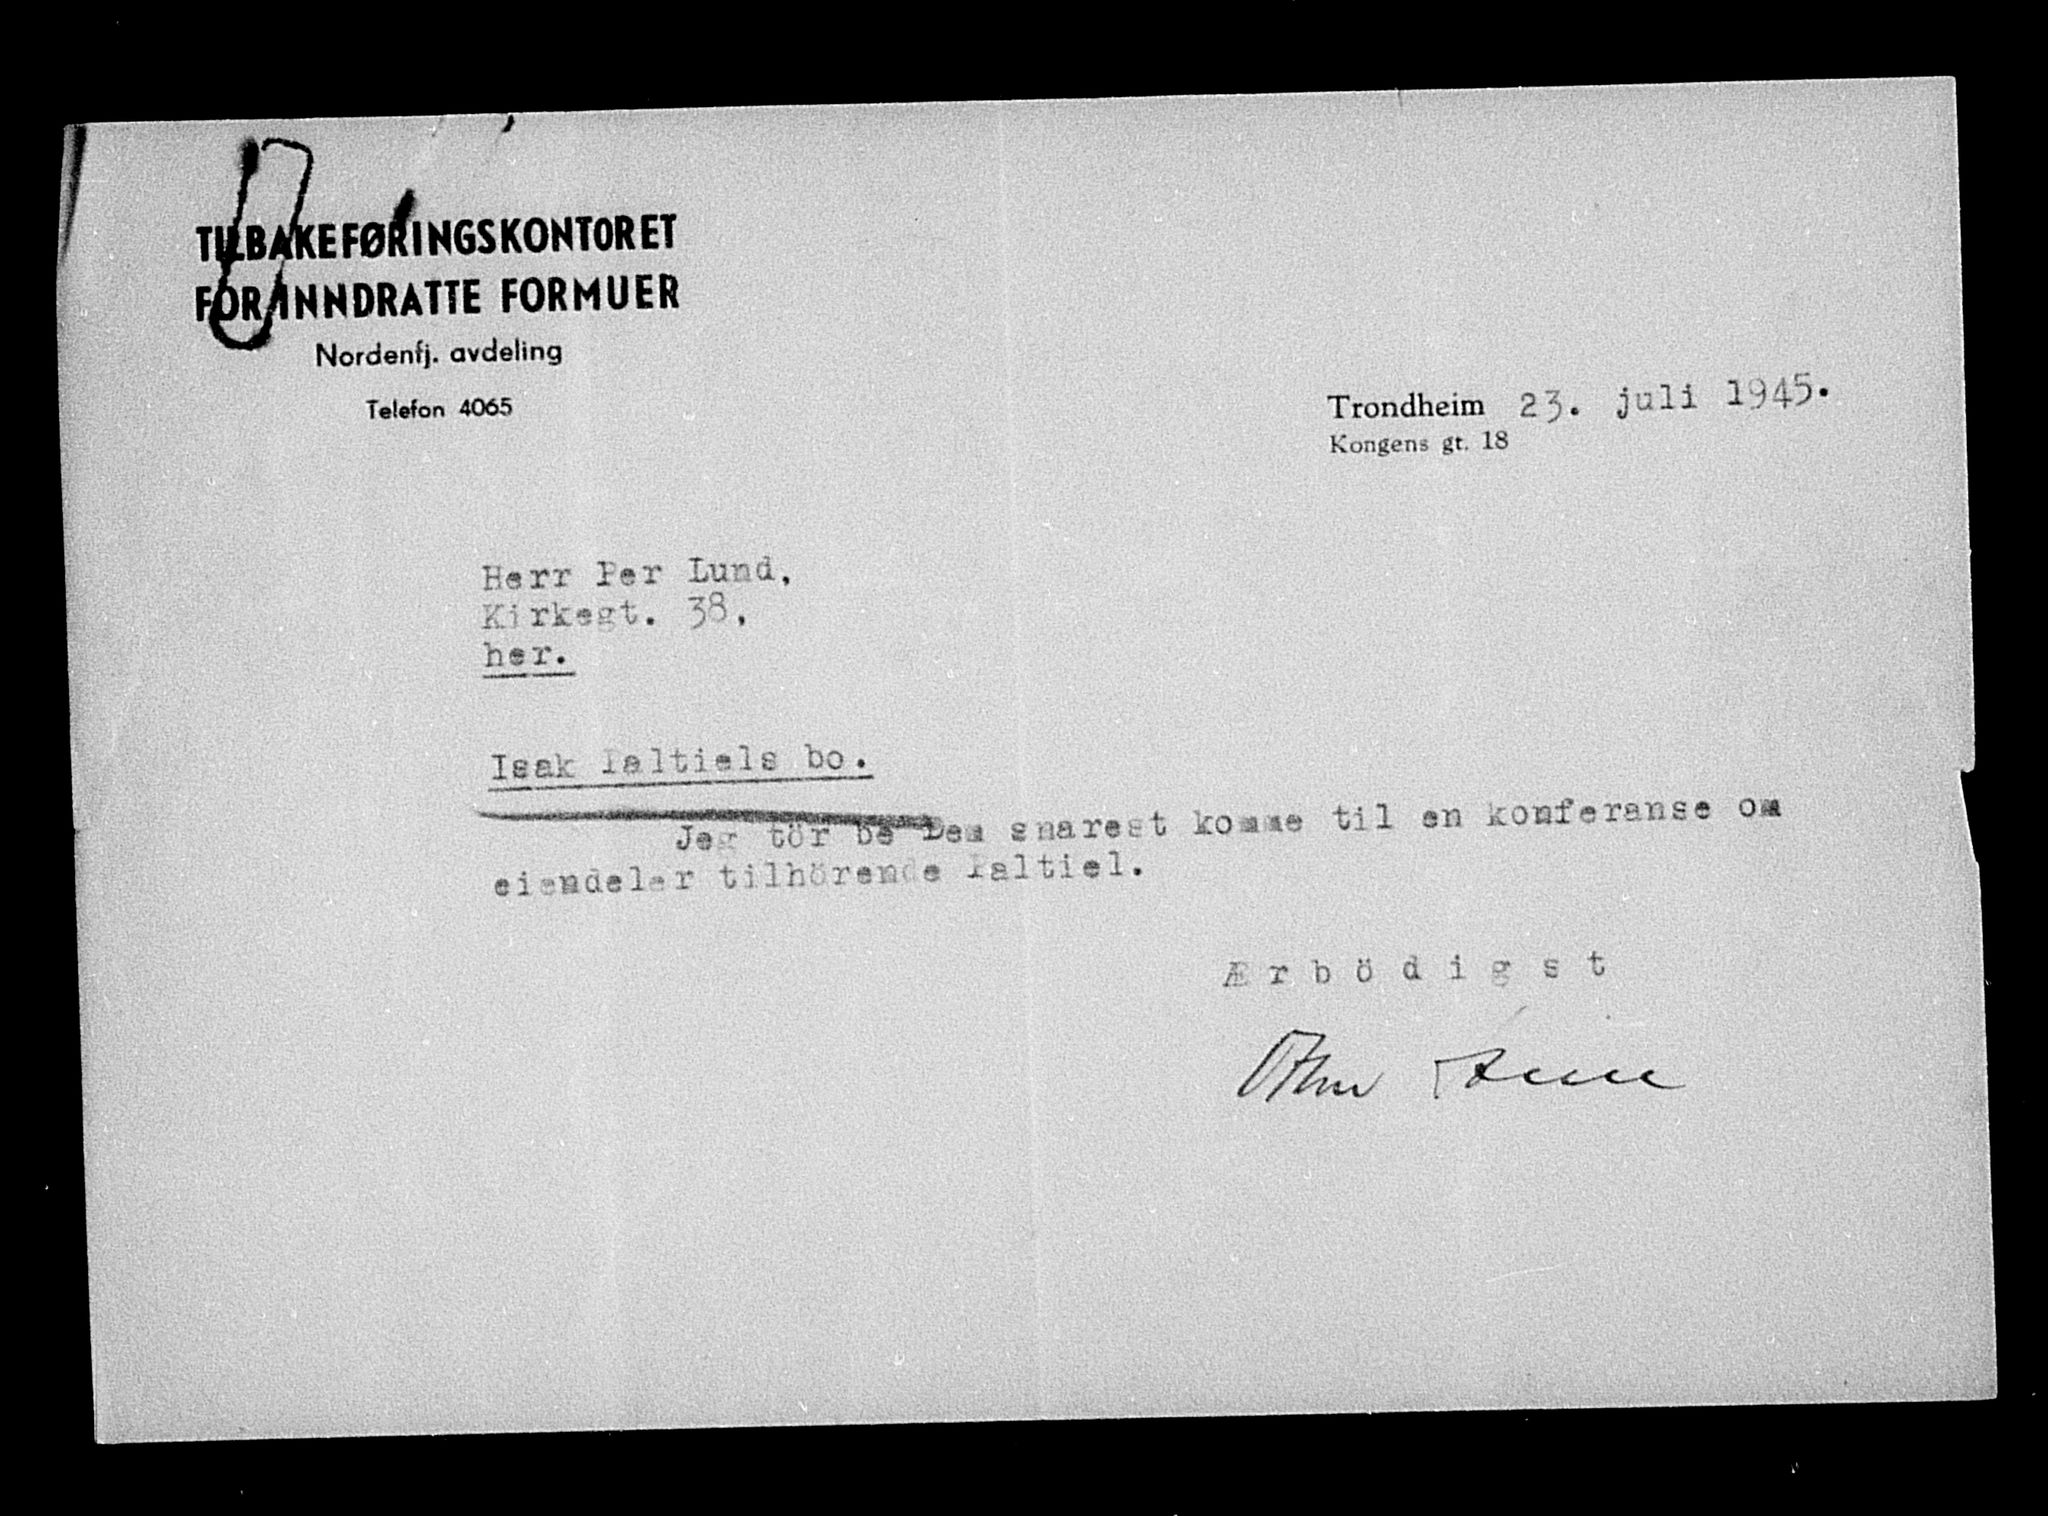 TILBAKEFØRINGSKONTORET
FOR INNDRATTE FORMUER
Nordenfj. avdeling
Telefon 4065
Trondheim 23. juli 1945.
Kongens gt. 18
Herr Per Lund,
Kirkegt. 38,
her.
Isak Paltiels bo.
Jeg tör be Dem snarest komme til en konferanse om
eiendeler tilhörende Paltiel.
Ærbödigst